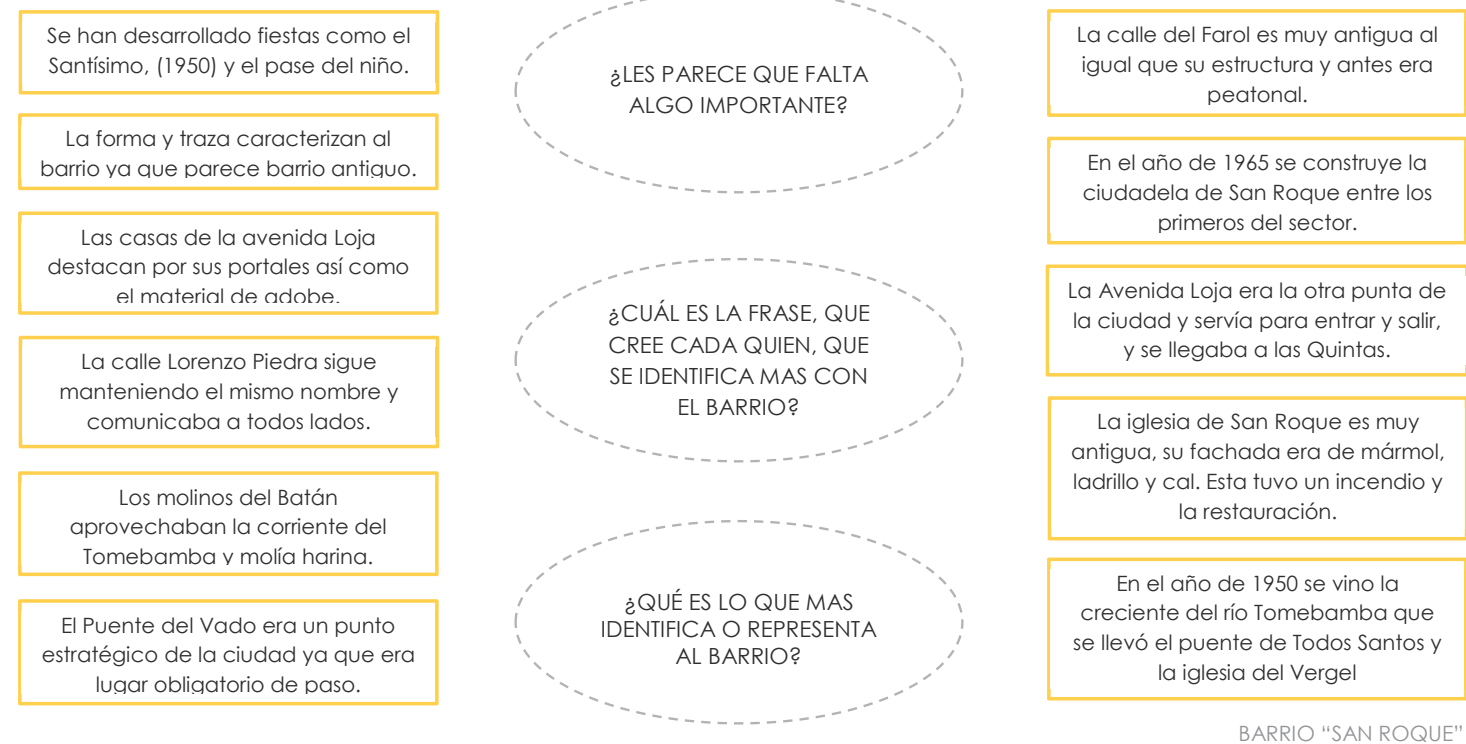 Se han desarrollado fiestas como el
Santísimo, (1950) y el pase del niño.
La forma y traza caracterizan al
barrio ya que parece barrio antiguo.
Las casas de la avenida Loja
destacan por sus portales así como
el material de adobe.
La calle Lorenzo Piedra sigue
manteniendo el mismo nombre y
comunicaba a todos lados.
Los molinos del Batán
aprovechaban la corriente del
Tomebamba y molía harina.
El Puente del Vado era un punto
estratégico de la ciudad ya que era
lugar obligatorio de paso.
¿LES PARECE QUE FALTA
ALGO IMPORTANTE?
¿CUÁL ES LA FRASE, QUE
CREE CADA QUIEN, QUE
SE IDENTIFICA MAS CON
EL BARRIO?
¿QUÉ ES LO QUE MAS
IDENTIFICA O REPRESENTA
AL BARRIO?
La calle del Farol es muy antigua al
igual que su estructura y antes era
peatonal.
En el año de 1965 se construye la
ciudadela de San Roque entre los
primeros del sector.
La Avenida Loja era la otra punta de
la ciudad y servía para entrar y salir,
y se llegaba a las Quintas.
La iglesia de San Roque es muy
antigua, su fachada era de mármol,
ladrillo y cal. Esta tuvo un incendio y
la restauración.
En el año de 1950 se vino la
creciente del río Tomebamba que
se llevó el puente de Todos Santos y
la iglesia del Vergel
BARRIO “SAN ROQUE”